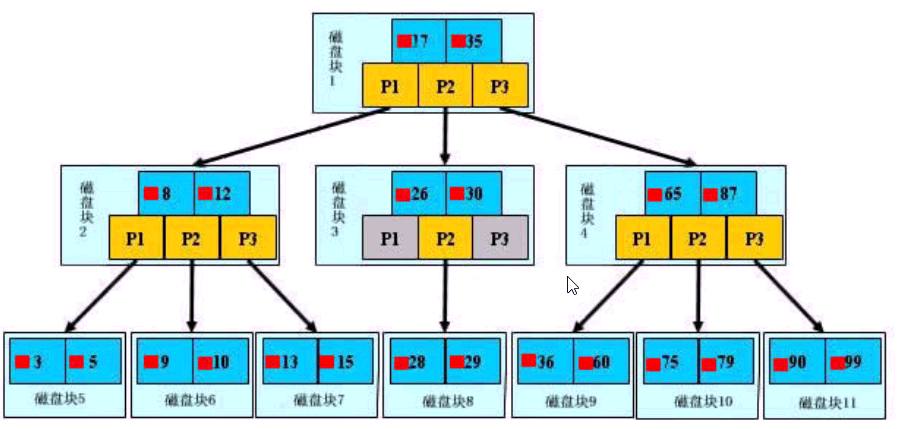 磁盘块1
17 35
P1 P2 P3
磁盘块2
8 12
P1 P2 P3
磁盘块3
26 30
P1 P2 P3
磁盘块4
65 87
P1 P2 P3
3 5
磁盘块5
9 10
磁盘块6
13 15
磁盘块7
28 29
磁盘块8
36 60
磁盘块9
75 79
磁盘块10
90 99
磁盘块11